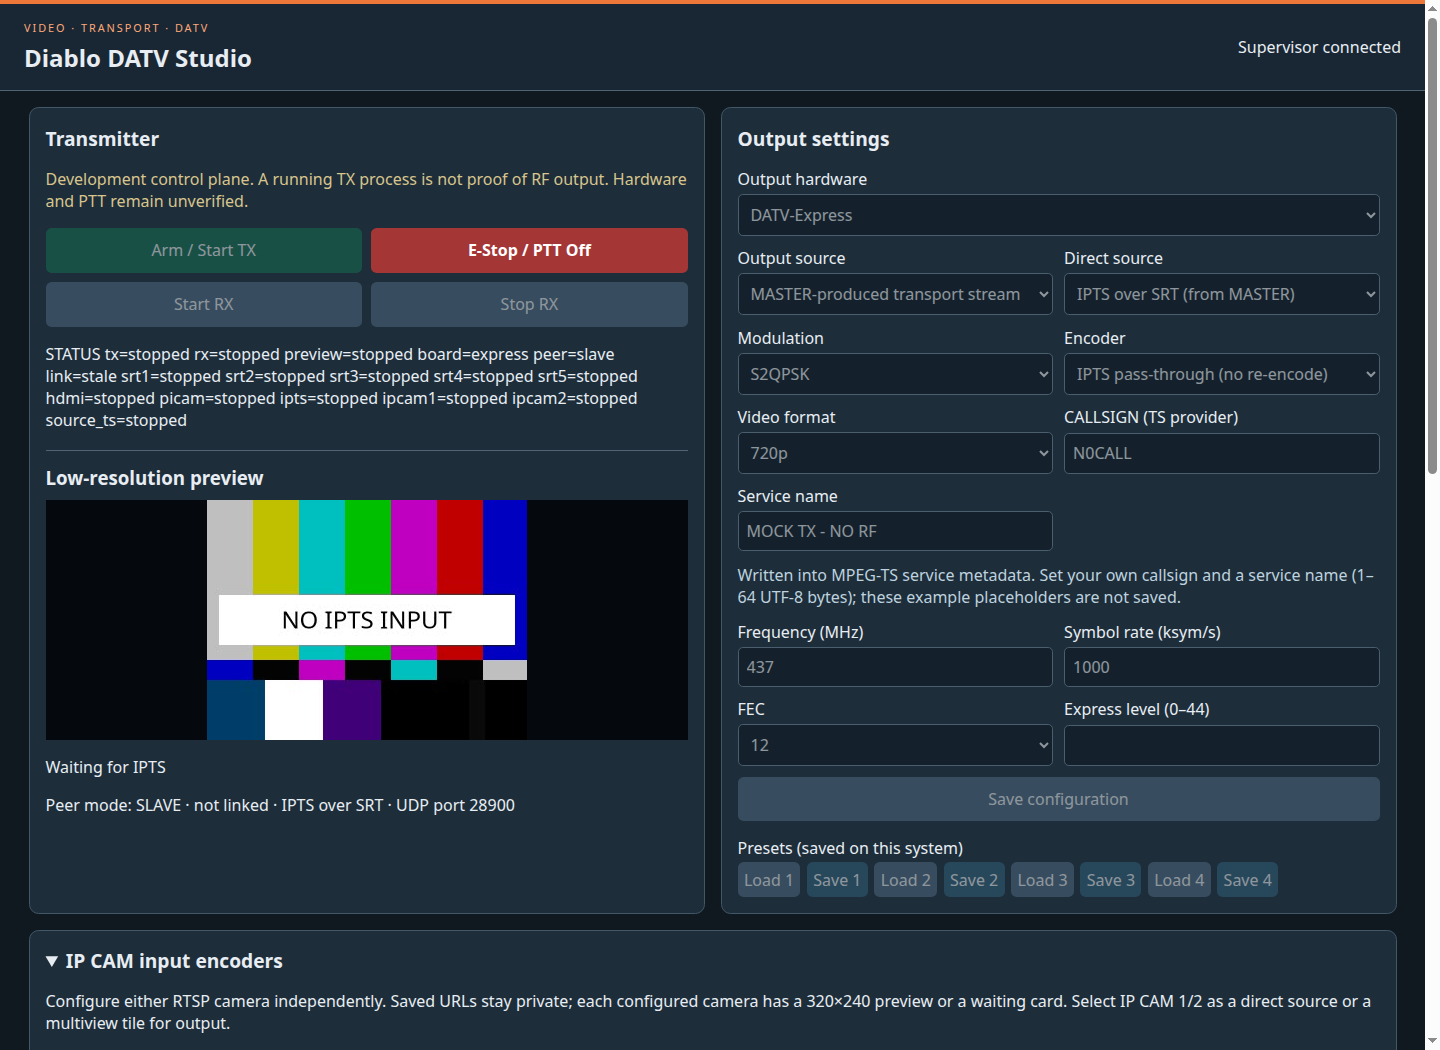 VIDEO · TRANSPORT · DATV
Diablo DATV Studio
Supervisor connected
Transmitter
Development control plane. A running TX process is not proof of RF output. Hardware
and PTT remain unverified.
Arm / Start TX
E-Stop / PTT Off
Start RX
Stop RX
STATUS tx=stopped rx=stopped preview=stopped board=express peer=slave
link=stale srt1=stopped srt2=stopped srt3=stopped srt4=stopped srt5=stopped
hdmi=stopped picam=stopped ipts=stopped ipcam1=stopped ipcam2=stopped
source_ts=stopped
Low-resolution preview
NO IPTS INPUT
Waiting for IPTS
Peer mode: SLAVE · not linked · IPTS over SRT · UDP port 28900
Output settings
Output hardware
DATV-Express
Output source
Direct source
MASTER-produced transport stream
IPTS over SRT (from MASTER)
Modulation
Encoder
S2QPSK
IPTS pass-through (no re-encode)
Video format
CALLSIGN (TS provider)
720p
N0CALL
Service name
MOCK TX - NO RF
Written into MPEG-TS service metadata. Set your own callsign and a service name (1–
64 UTF-8 bytes); these example placeholders are not saved.
Frequency (MHz)
Symbol rate (ksym/s)
437
1000
FEC
Express level (0–44)
12
Save configuration
Presets (saved on this system)
Load 1
Save 1
Load 2
Save 2
Load 3
Save 3
Load 4
Save 4
▼ IP CAM input encoders
Configure either RTSP camera independently. Saved URLs stay private; each configured camera has a 320×240 preview or a waiting card. Select IP CAM 1/2 as a direct source or a
multiview tile for output.